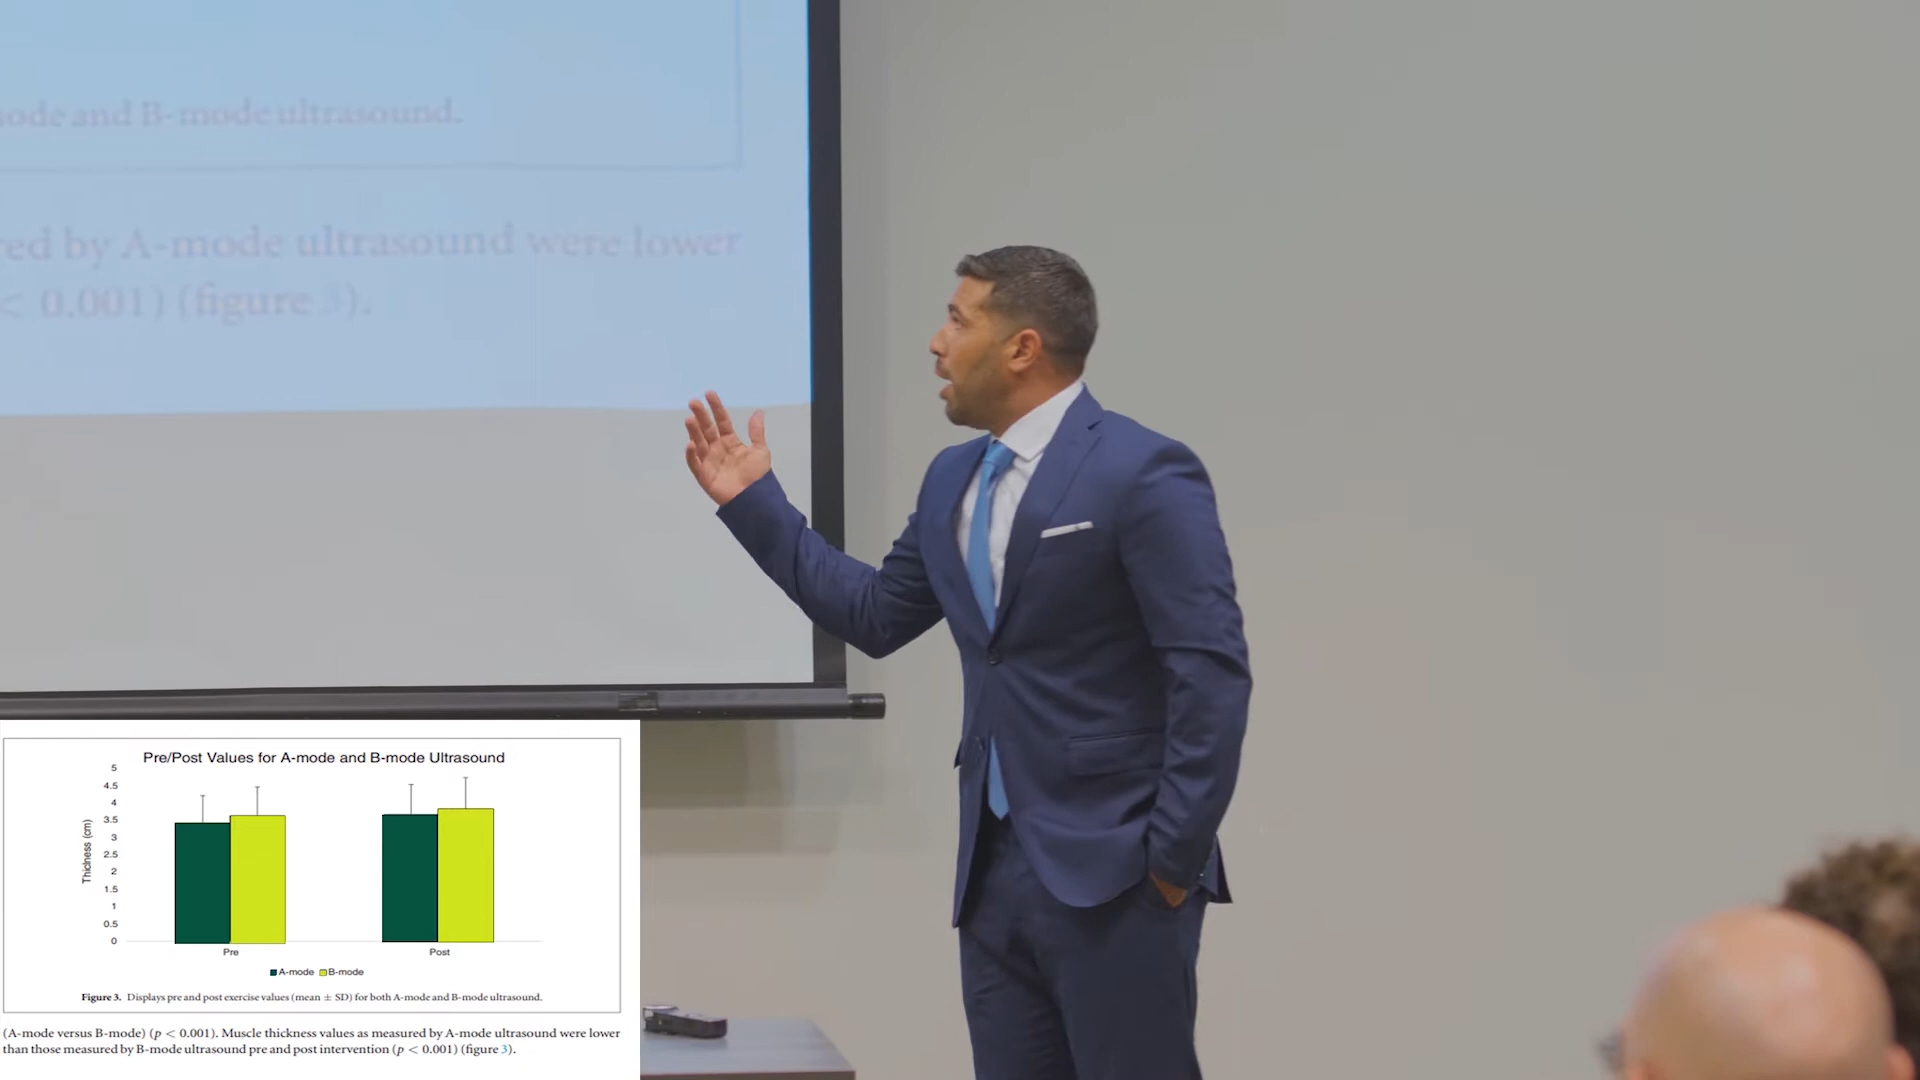 ode and B-mode ultrasound.
red by A-mode ultrasound were lower
< 0.001) (figure 3).
Pre/Post Values for A-mode and B-mode Ultrasound
5
4.5
4
3.5
3
2.5
2
1.5
1
0.5
0
Thickness (cm)
Pre Post
A-mode B-mode
Figure 3. Displays pre and post exercise values (mean ± SD) for both A-mode and B-mode ultrasound.
(A-mode versus B-mode) (p < 0.001). Muscle thickness values as measured by A-mode ultrasound were lower
than those measured by B-mode ultrasound pre and post intervention (p < 0.001) (figure 3).